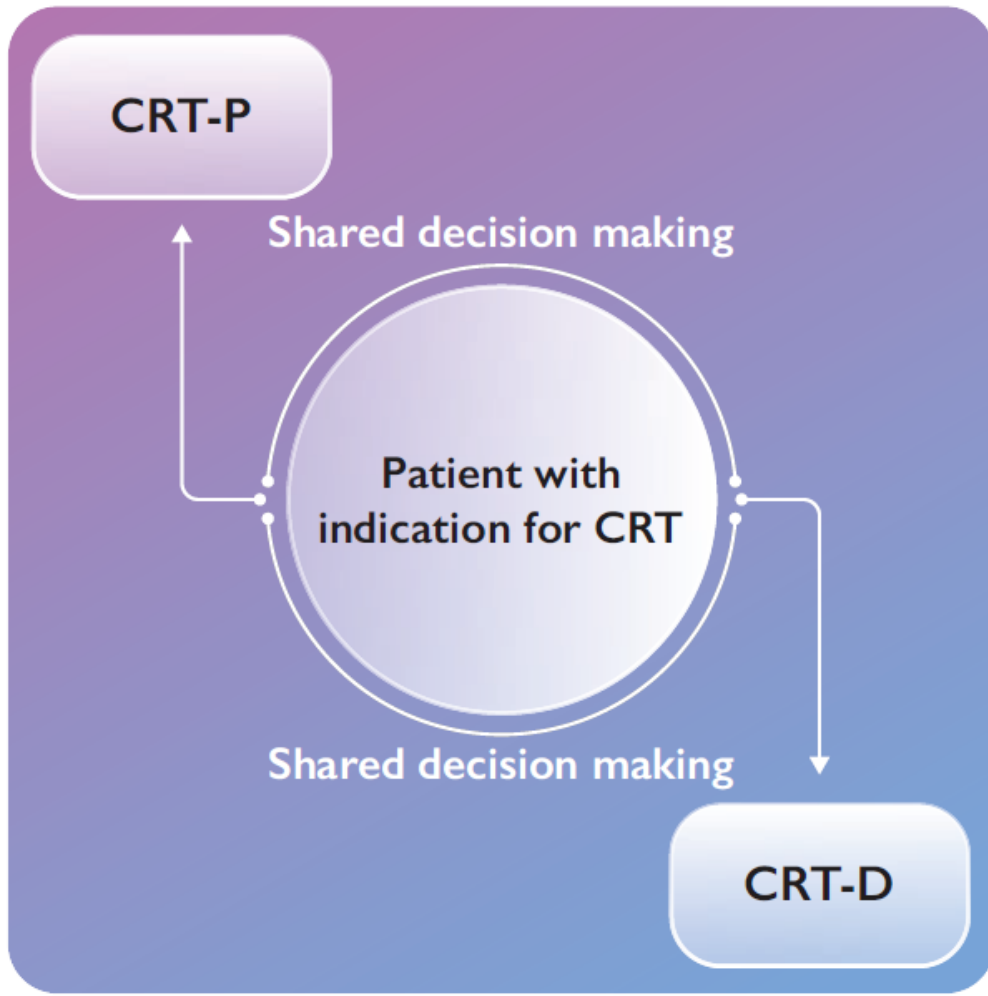 CRT-P
Shared decision making
Patient with
indication for CRT
Shared decision making
CRT-D